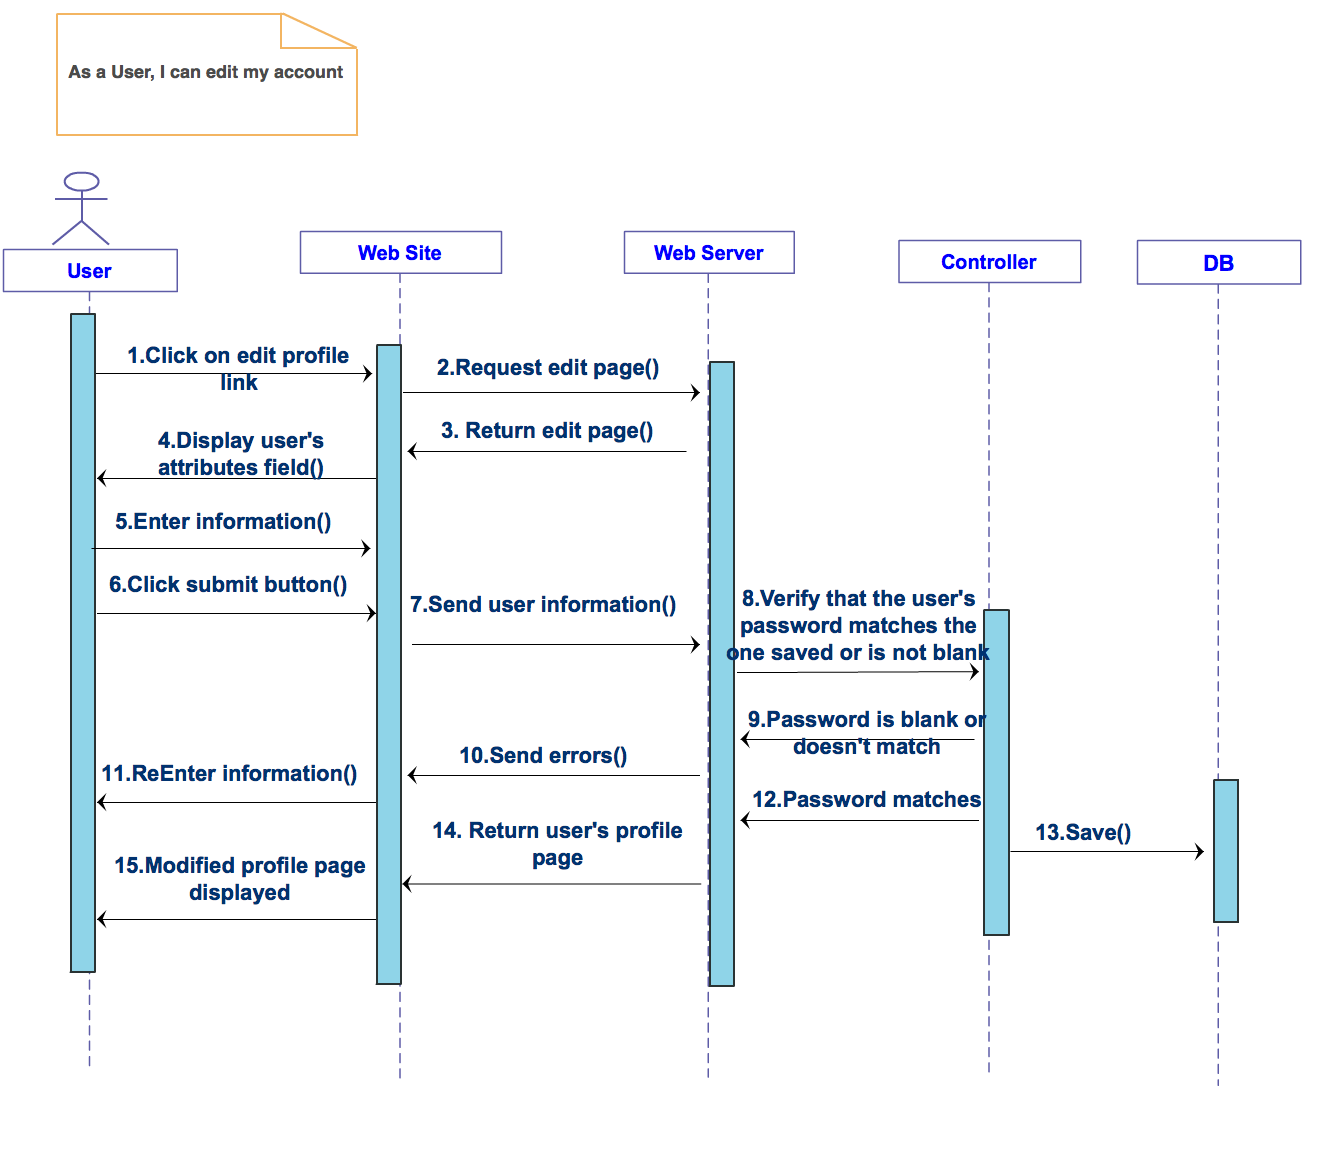 As a User, I can edit my account
User
Web Site
Web Server
Controller
DB
1.Click on edit profile
link
2.Request edit page()
3. Return edit page()
4.Display user's
attributes field()
5.Enter information()
6.Click submit button()
7.Send user information()
8.Verify that the user's
password matches the
one saved or is not blank
9.Password is blank or
doesn't match
10.Send errors()
11.ReEnter information()
12.Password matches
13.Save()
14. Return user's profile
page
15.Modified profile page
displayed